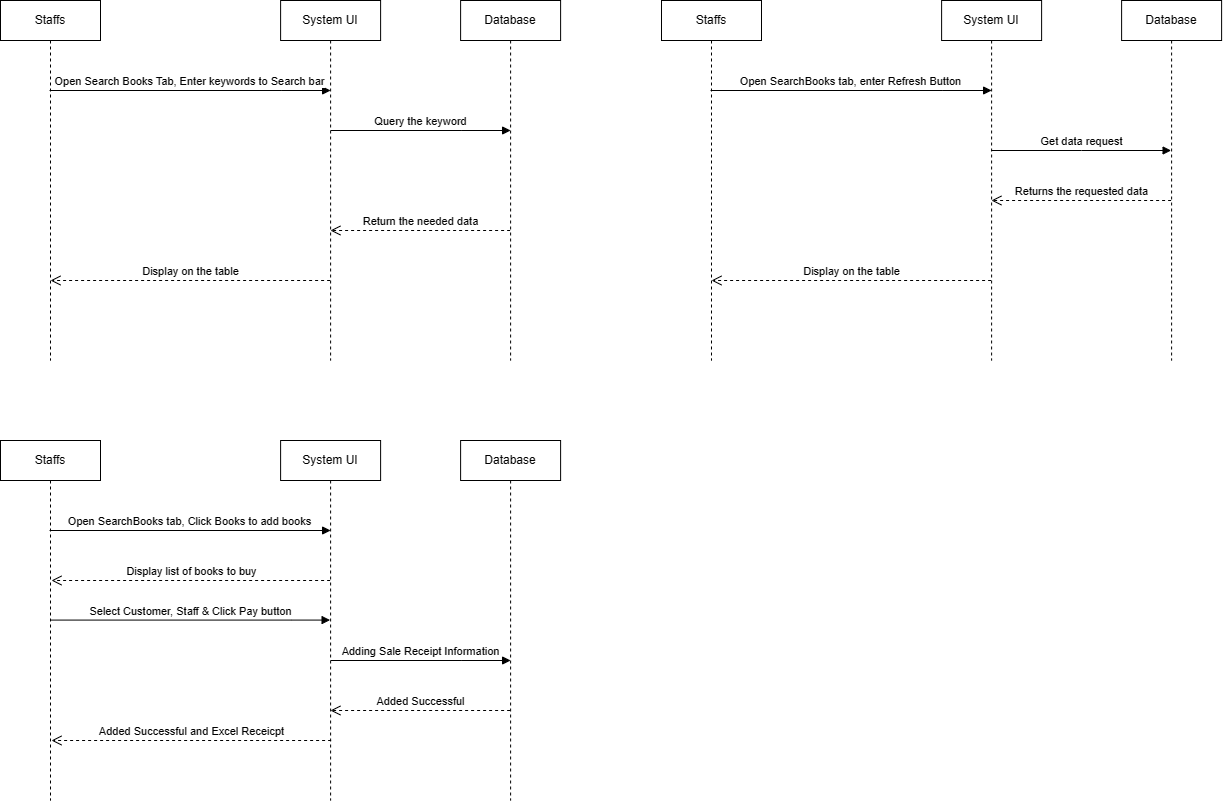 Staffs
System UI
Database
Open Search Books Tab, Enter keywords to Search bar
Query the keyword
Return the needed data
Display on the table
Staffs
System UI
Database
Open SearchBooks tab, enter Refresh Button
Get data request
Returns the requested data
Display on the table
Staffs
System UI
Database
Open SearchBooks tab, Click Books to add books
Display list of books to buy
Select Customer, Staff & Click Pay button
Adding Sale Receipt Information
Added Successful
Added Successful and Excel Receicpt